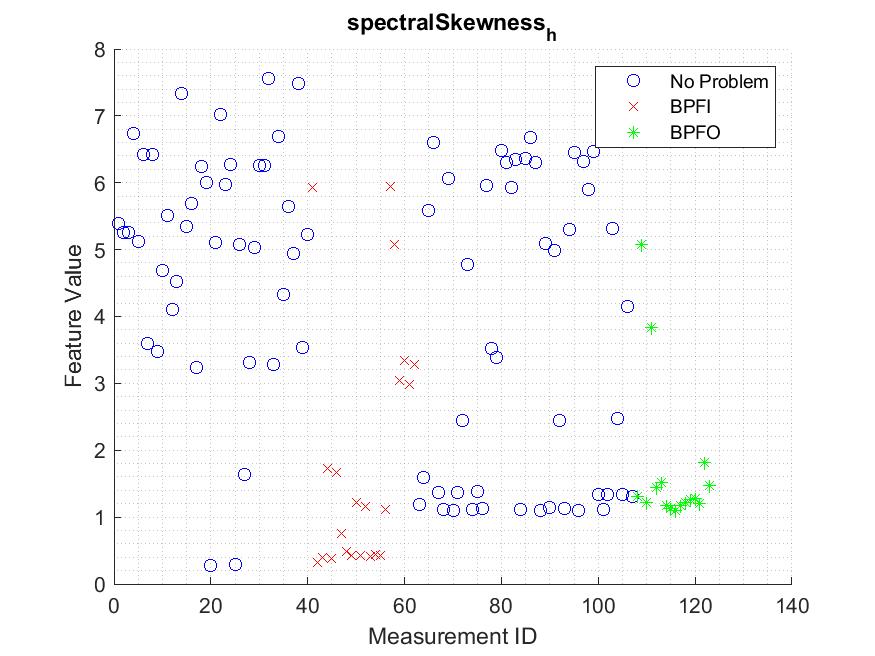 spectralSkewness_h
8
7
6
5
4
3
2
1
0
Feature Value
No Problem
BPFI
BPFO
0 20 40 60 80 100 120 140
Measurement ID